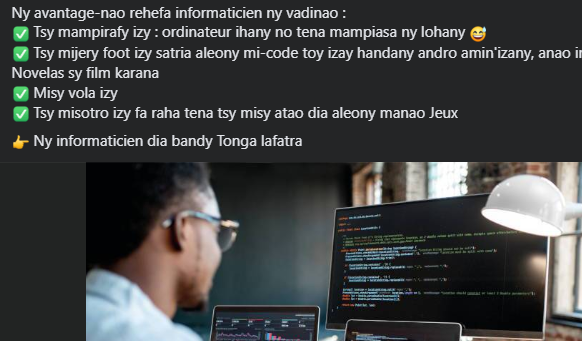 Ny avantage-nao rehefa informaticien ny vadinao :
✅ Tsy mampirafy izy : ordinateur ihany no tena mampiasa ny lohany 😅
✅ Tsy mijery foot izy satria aleony mi-code toy izay handany andro amin'izany, anao
Novelas sy film karana
✅ Misy vola izy
✅ Tsy misotro izy fa raha tena tsy misy atao dia aleony manao Jeux
👉 Ny informaticien dia bandy Tonga lafatra